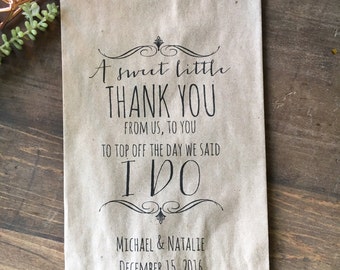 A sweet little
THANK YOU
FROM US, TO YOU
TO TOP OFF THE DAY WE SAID
I DO
MICHAEL & NATALIE
DECEMBER 15, 2016